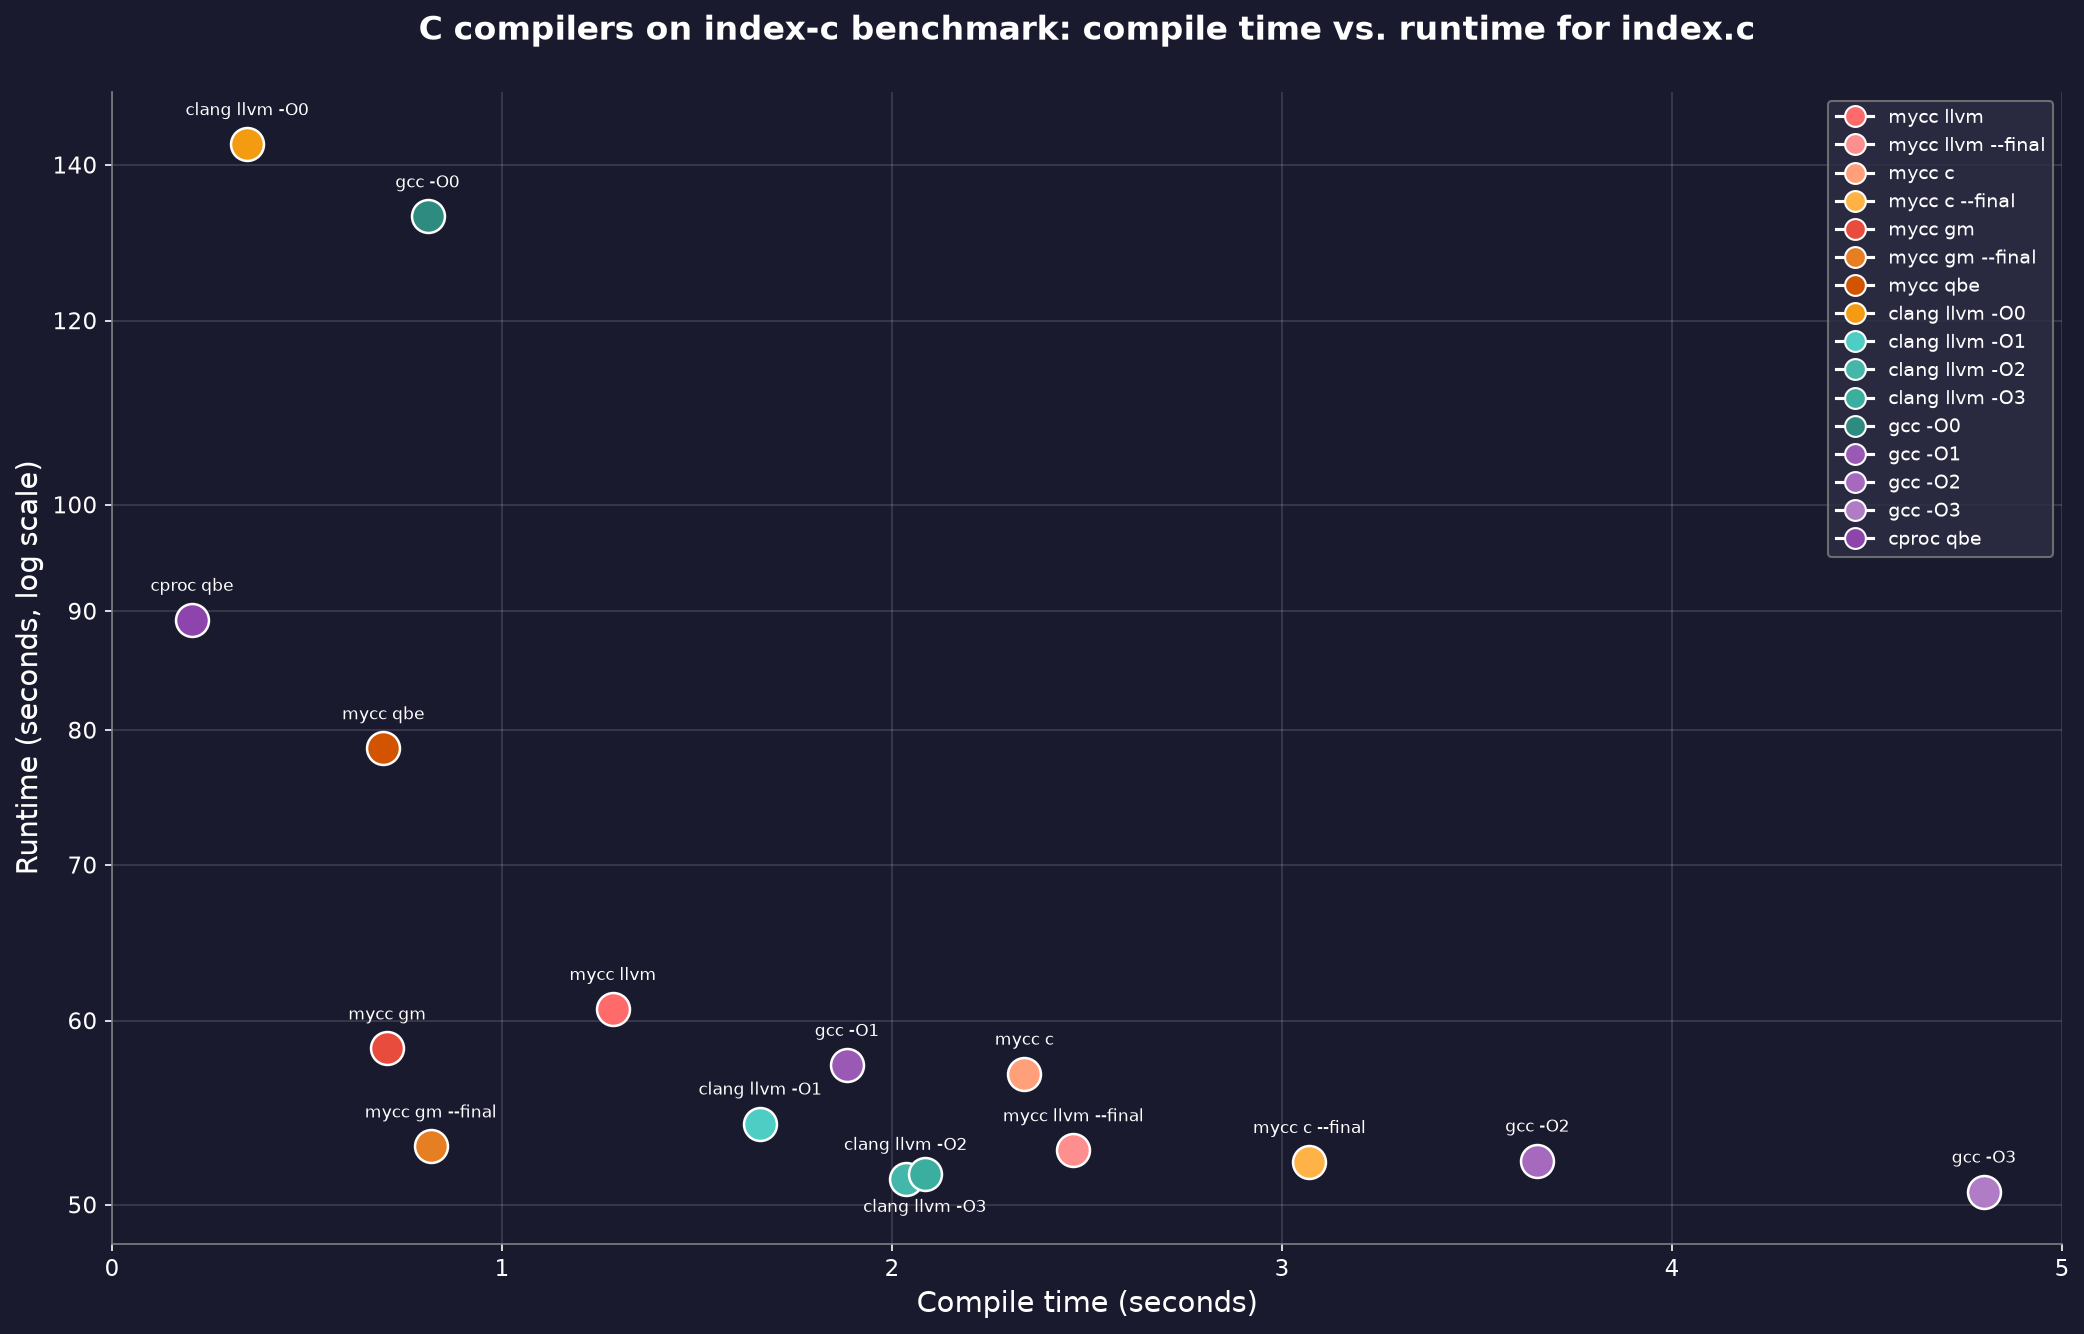 C compilers on index-c benchmark: compile time vs. runtime for index.c
Runtime (seconds, log scale)
140
120
100
90
80
70
60
50
clang llvm -O0
gcc -O0
cproc qbe
mycc qbe
mycc llvm
mycc gm
gcc -O1
mycc c
clang llvm -O1
mycc gm --final
mycc llvm --final
mycc c --final
gcc -O2
clang llvm -O2
gcc -O3
clang llvm -O3
mycc llvm
mycc llvm --final
mycc c
mycc c --final
mycc gm
mycc gm --final
mycc qbe
clang llvm -O0
clang llvm -O1
clang llvm -O2
clang llvm -O3
gcc -O0
gcc -O1
gcc -O2
gcc -O3
cproc qbe
0 1 2 3 4 5
Compile time (seconds)